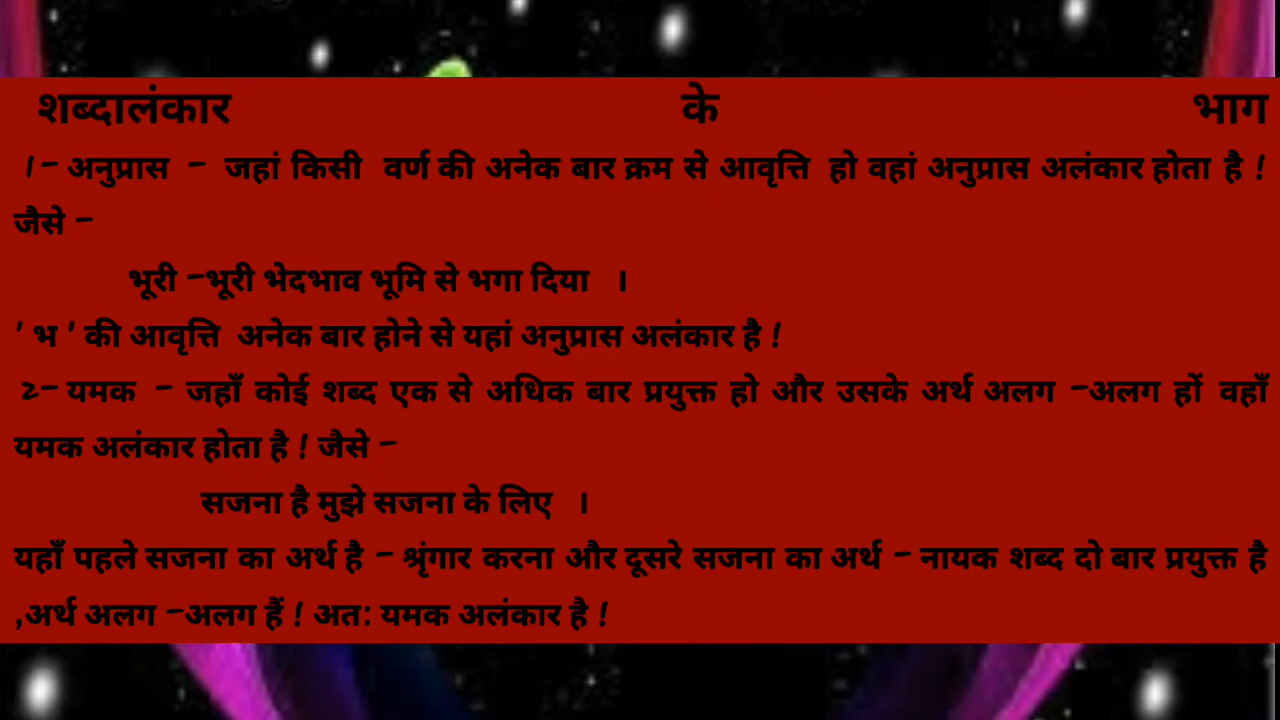 शब्दालंकार के भाग
1- अनुप्रास - जहां किसी वर्ण की अनेक बार क्रम से आवृत्ति हो वहां अनुप्रास अलंकार होता है !
जैसे -
भूरी -भूरी भेदभाव भूमि से भगा दिया ।
' भ ' की आवृत्ति अनेक बार होने से यहां अनुप्रास अलंकार है !
2- यमक - जहाँ कोई शब्द एक से अधिक बार प्रयुक्त हो और उसके अर्थ अलग -अलग हों वहाँ
यमक अलंकार होता है ! जैसे -
सजना है मुझे सजना के लिए ।
यहाँ पहले सजना का अर्थ है - श्रृंगार करना और दूसरे सजना का अर्थ - नायक शब्द दो बार प्रयुक्त है
,अर्थ अलग -अलग हैं ! अत: यमक अलंकार है !